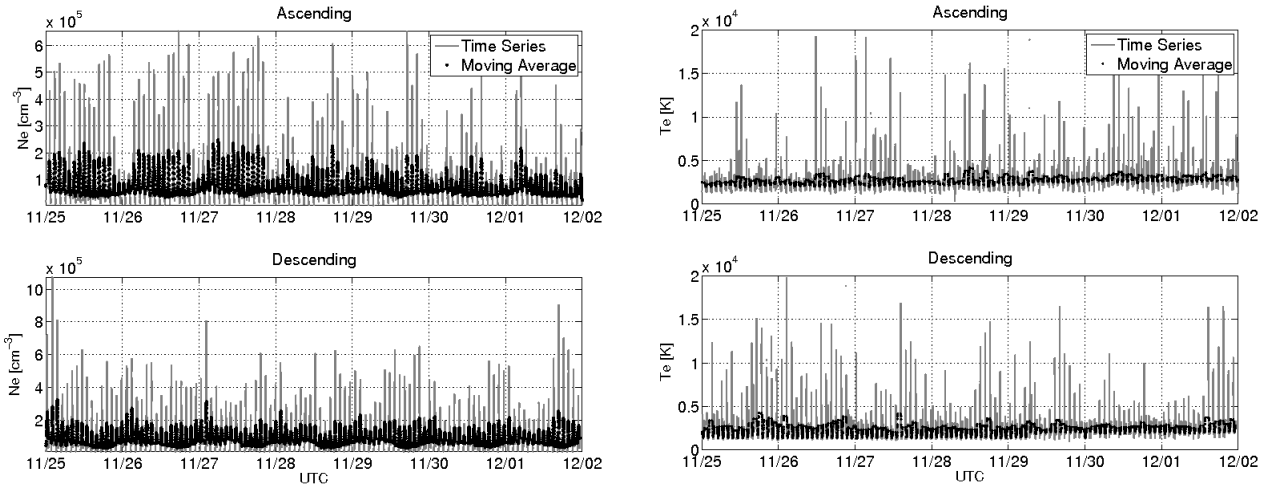 Ascending
x 10^5
Ne [cm^-3]
6
5
4
3
2
1
Time Series
Moving Average
11/25 11/26 11/27 11/28 11/29 11/30 12/01 12/02
Ascending
x 10^4
Te [K]
2
1.5
1
0.5
0
Time Series
Moving Average
11/25 11/26 11/27 11/28 11/29 11/30 12/01 12/02
Descending
x 10^5
Ne [cm^-3]
10
8
6
4
2
11/25 11/26 11/27 11/28 11/29 11/30 12/01 12/02
UTC
Descending
x 10^4
Te [K]
2
1.5
1
0.5
0
11/25 11/26 11/27 11/28 11/29 11/30 12/01 12/02
UTC